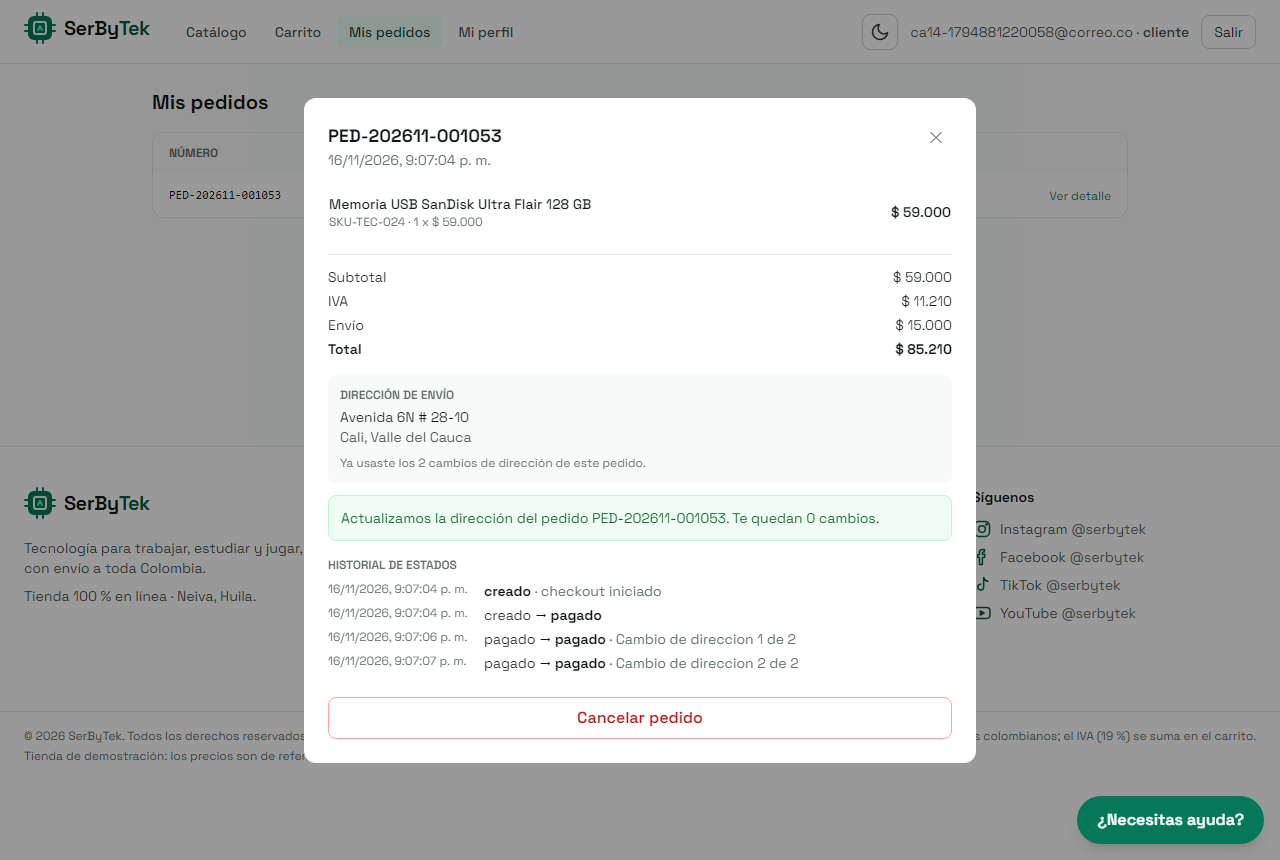 SerByTek
Catálogo
Carrito
Mis pedidos
Mi perfil
ca14-1794881220058@correo.co · cliente
Salir
Mis pedidos
NÚMERO
PED-202611-001053
Ver detalle
PED-202611-001053
16/11/2026, 9:07:04 p. m.
Memoria USB SanDisk Ultra Flair 128 GB
SKU-TEC-024 · 1 x $ 59.000
$ 59.000
Subtotal $ 59.000
IVA $ 11.210
Envío $ 15.000
Total $ 85.210
DIRECCIÓN DE ENVÍO
Avenida 6N # 28-10
Cali, Valle del Cauca
Ya usaste los 2 cambios de dirección de este pedido.
Actualizamos la dirección del pedido PED-202611-001053. Te quedan 0 cambios.
HISTORIAL DE ESTADOS
16/11/2026, 9:07:04 p. m. creado · checkout iniciado
16/11/2026, 9:07:04 p. m. creado → pagado
16/11/2026, 9:07:06 p. m. pagado → pagado · Cambio de direccion 1 de 2
16/11/2026, 9:07:07 p. m. pagado → pagado · Cambio de direccion 2 de 2
Cancelar pedido
SerByTek
Tecnología para trabajar, estudiar y jugar,
con envío a toda Colombia.
Tienda 100 % en línea · Neiva, Huila.
Síguenos
Instagram @serbytek
Facebook @serbytek
TikTok @serbytek
YouTube @serbytek
© 2026 SerByTek. Todos los derechos reservados
colombianos; el IVA (19 %) se suma en el carrito.
Tienda de demostración: los precios son de
¿Necesitas ayuda?